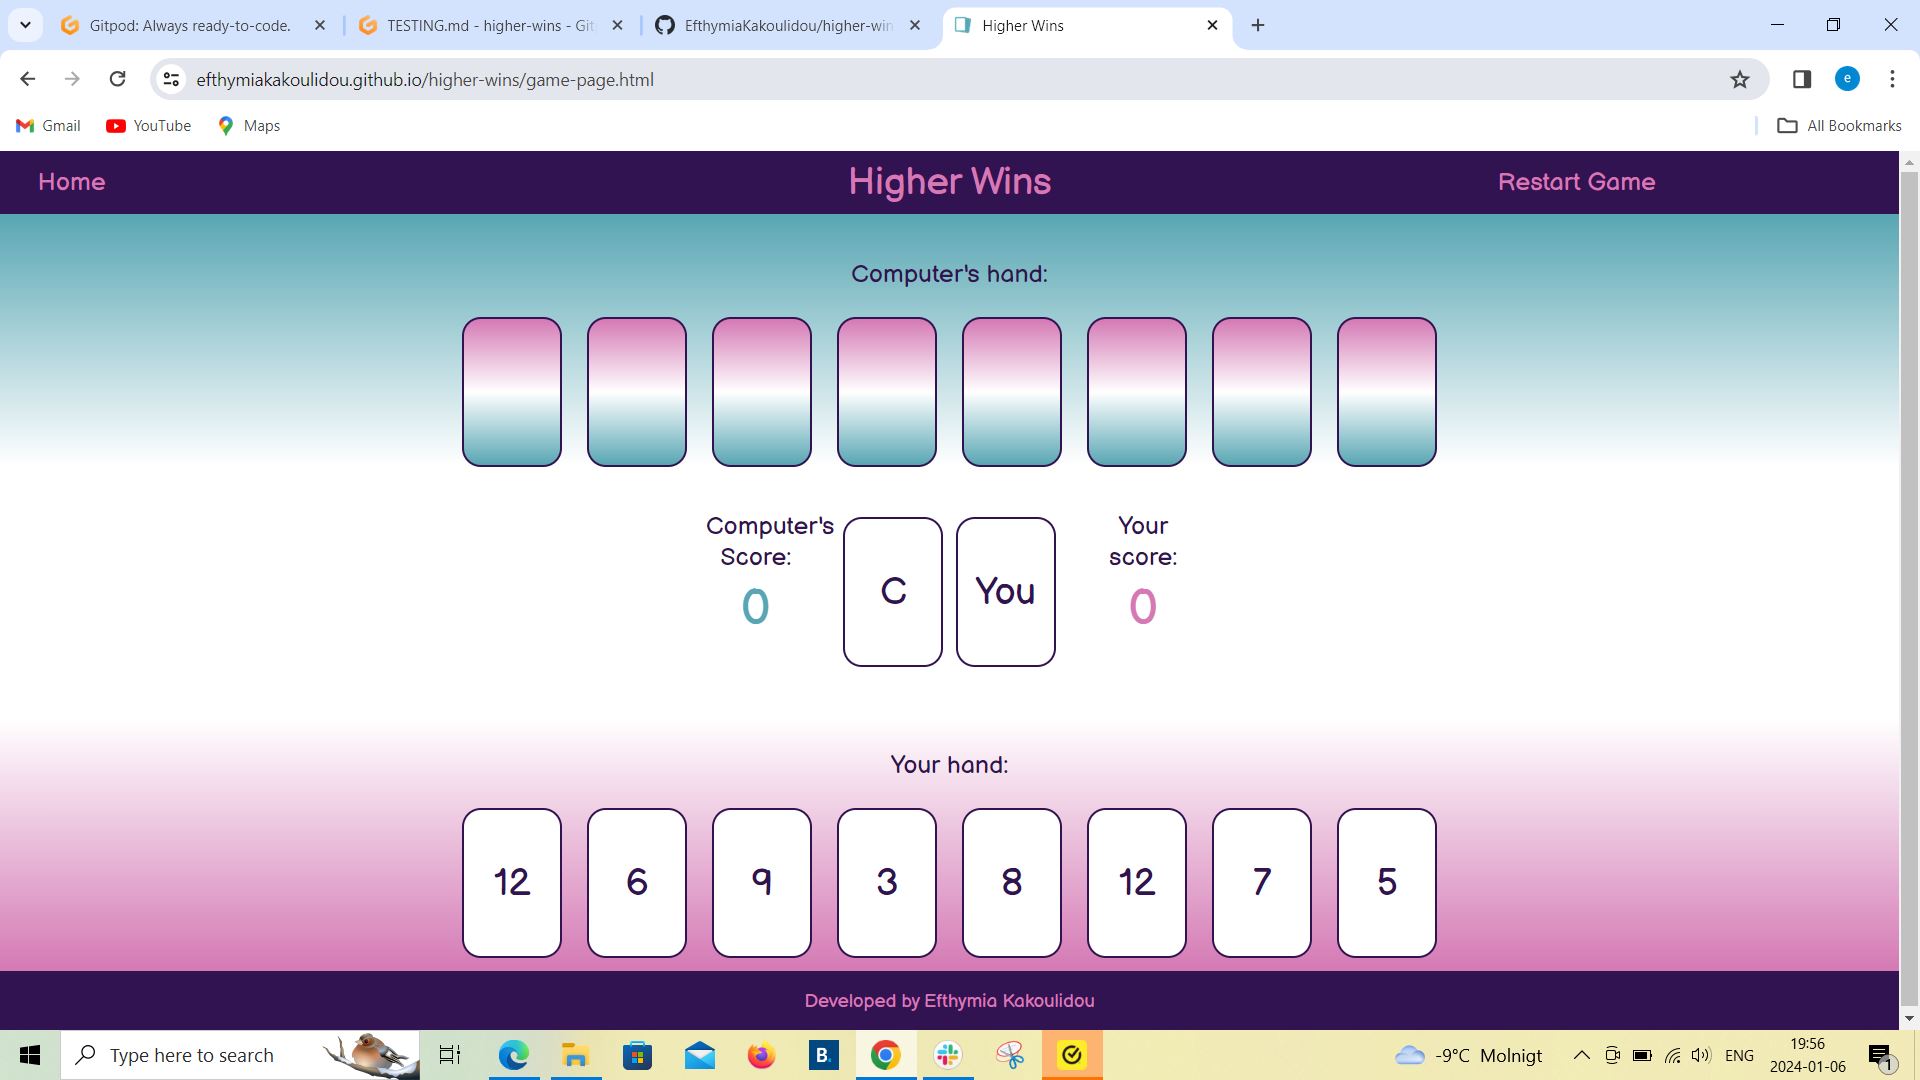 Gitpod: Always ready-to-code.
TESTING.md - higher-wins - Git
EfthymiaKakoulidou/higher-win
Higher Wins
efthymiakakoulidou.github.io/higher-wins/game-page.html
e
Gmail
YouTube
Maps
All Bookmarks
Home
Higher Wins
Restart Game
Computer's hand:
Computer's
Score:
0
C
You
Your
score:
0
Your hand:
12 6 9 3 8 12 7 5
Developed by Efthymia Kakoulidou
Type here to search
B.
-9°C Molnigt
ENG
19:56
2024-01-06
1